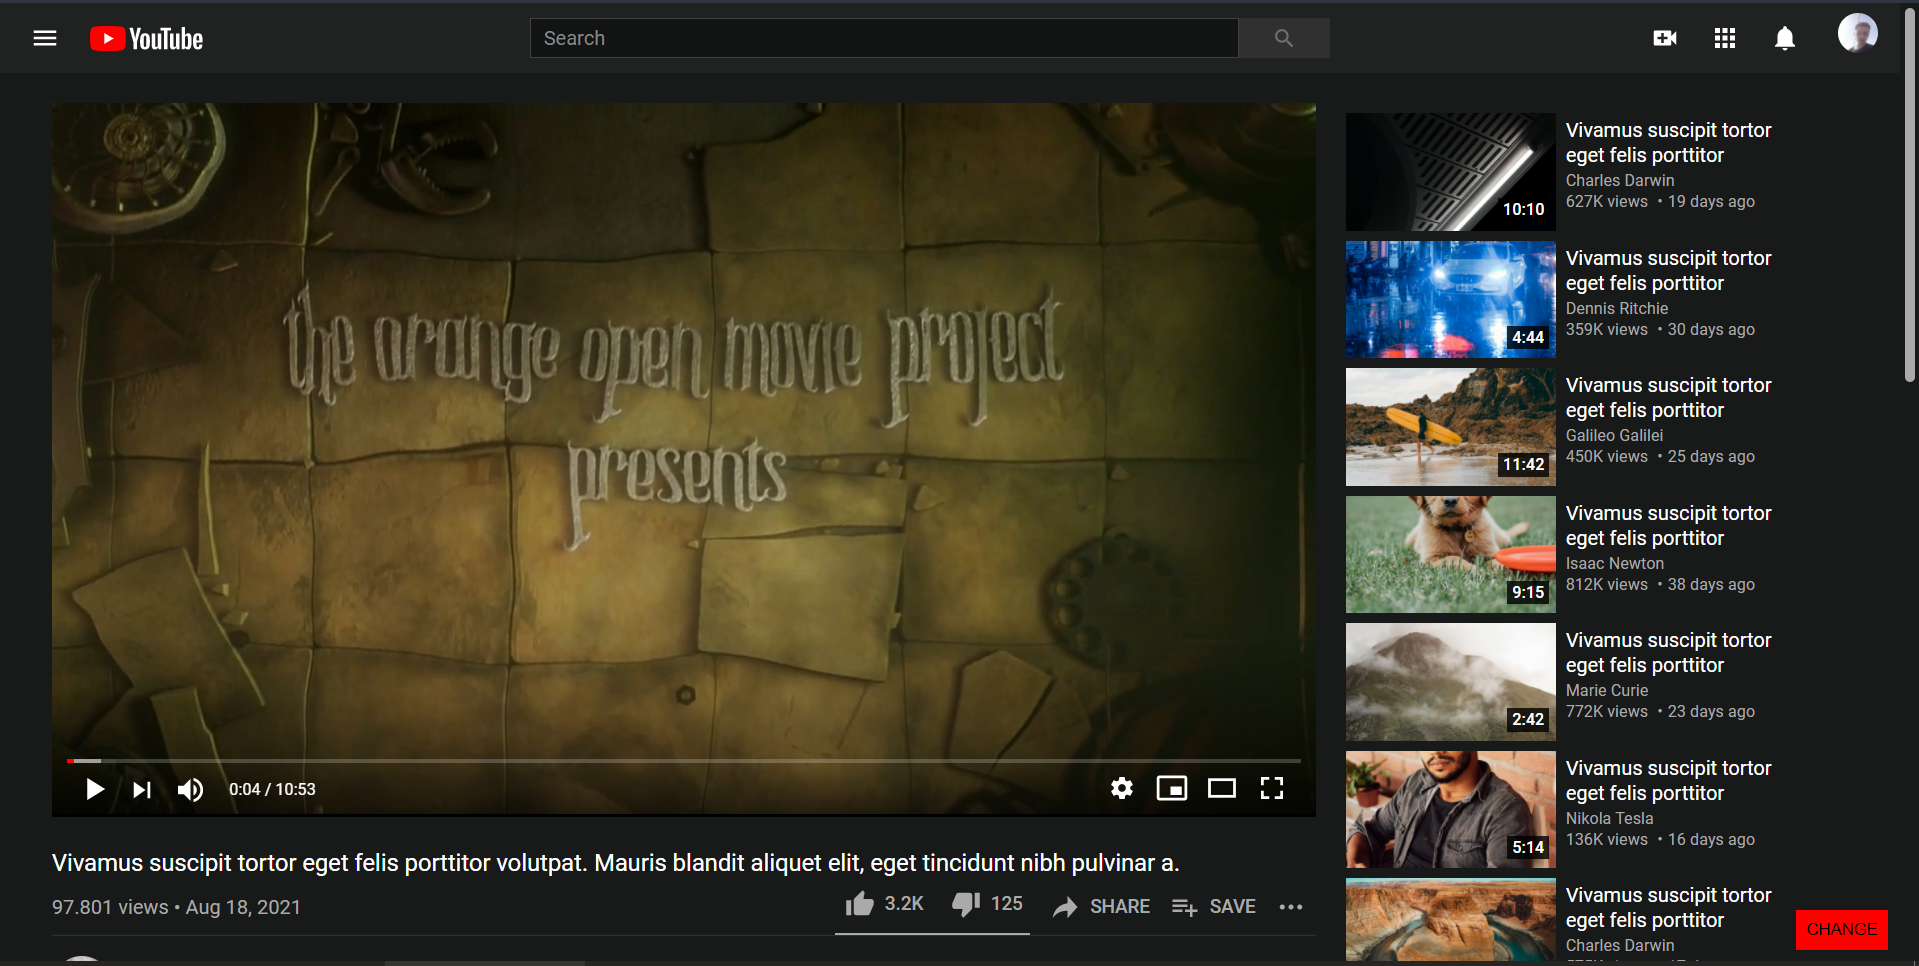 YouTube
Search
the orange open movie project
presents
0:04 / 10:53
Vivamus suscipit tortor eget felis porttitor volutpat. Mauris blandit aliquet elit, eget tincidunt nibh pulvinar a.
97.801 views • Aug 18, 2021
3.2K
125
SHARE
SAVE
10:10
Vivamus suscipit tortor
eget felis porttitor
Charles Darwin
627K views • 19 days ago
4:44
Vivamus suscipit tortor
eget felis porttitor
Dennis Ritchie
359K views • 30 days ago
11:42
Vivamus suscipit tortor
eget felis porttitor
Galileo Galilei
450K views • 25 days ago
9:15
Vivamus suscipit tortor
eget felis porttitor
Isaac Newton
812K views • 38 days ago
2:42
Vivamus suscipit tortor
eget felis porttitor
Marie Curie
772K views • 23 days ago
5:14
Vivamus suscipit tortor
eget felis porttitor
Nikola Tesla
136K views • 16 days ago
Vivamus suscipit tortor
eget felis porttitor
Charles Darwin
CHANGE